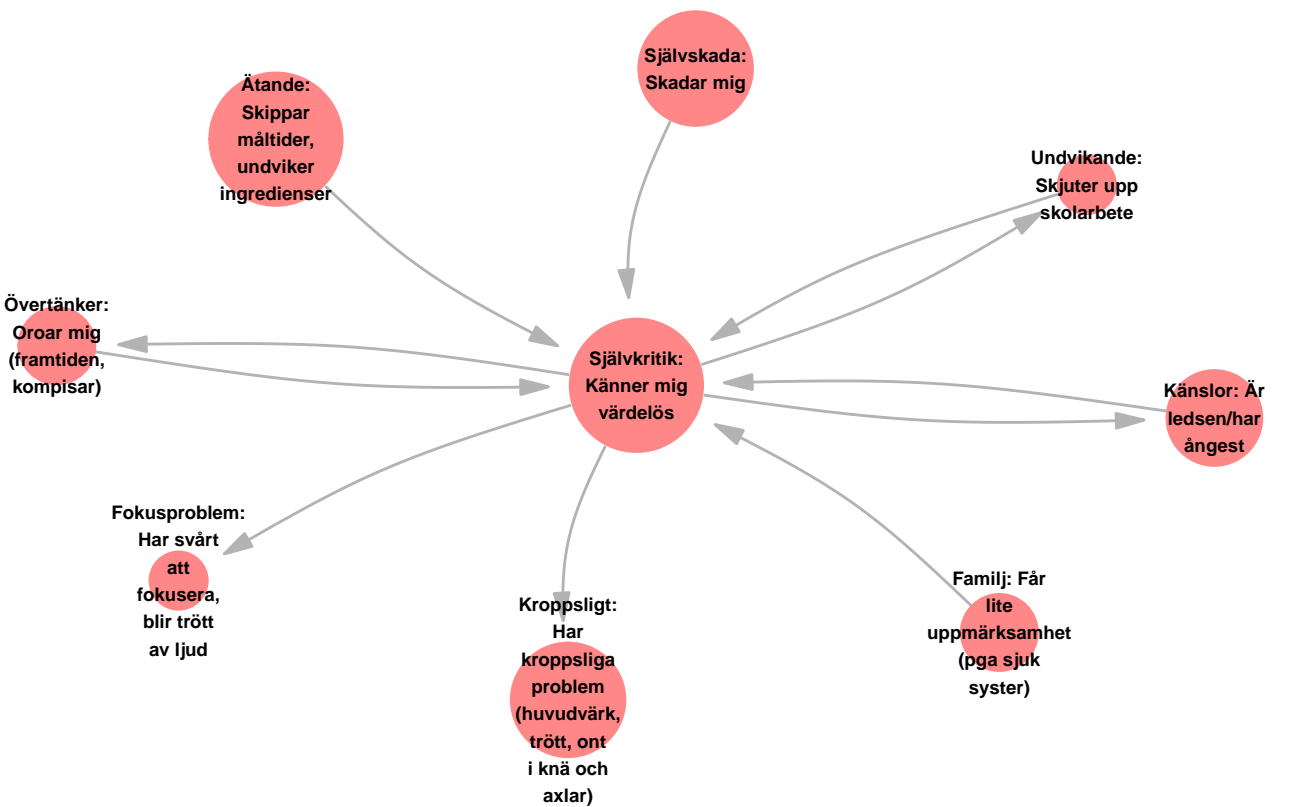 Självskada:
Skadar mig
Ätande:
Skippar
måltider,
undviker
ingredienser
Undvikande:
Skjuter upp
skolarbete
Övertänker:
Oroar mig
(framtiden,
kompisar)
Självkritik:
Känner mig
värdelös
Känslor: Är
ledsen/har
ångest
Fokusproblem:
Har svårt
att
fokusera,
blir trött
av ljud
Kroppsligt:
Har
kroppsliga
problem
(huvudvärk,
trött, ont
i knä och
axlar)
Familj: Får
lite
uppmärksamhet
(pga sjuk
syster)